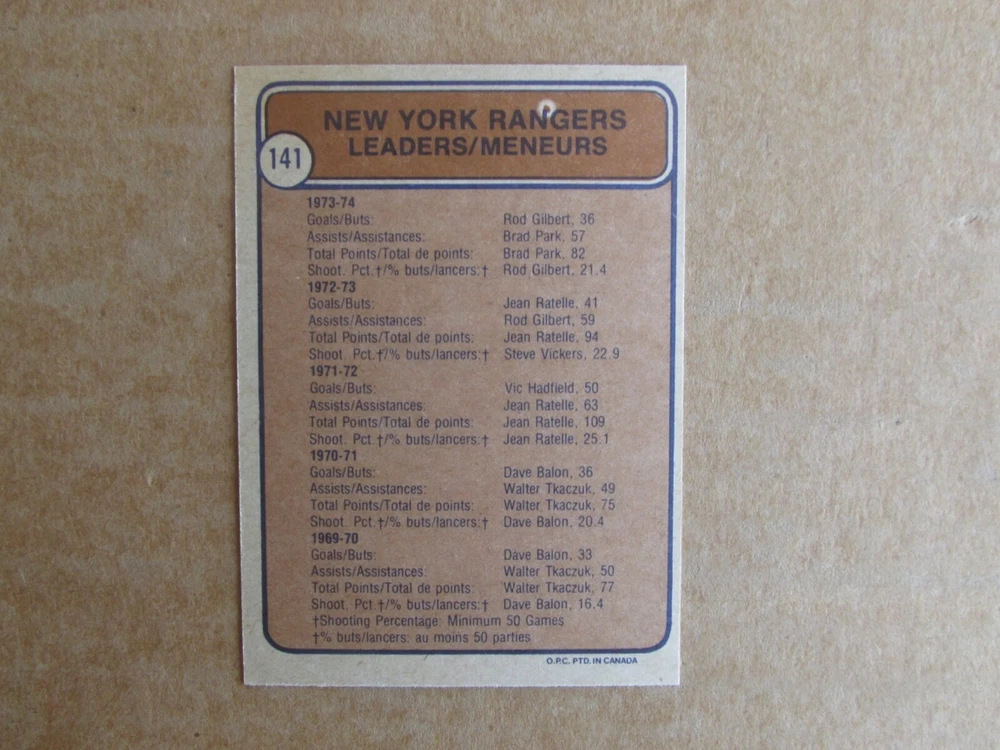 NEW YORK RANGERS
LEADERS/MENEURS
141
1973-74
Goals/Buts: Rod Gilbert, 36
Assists/Assistances: Brad Park, 57
Total Points/Total de points: Brad Park, 82
Shoot. Pct.†/% buts/lancers:† Rod Gilbert, 21.4
1972-73
Goals/Buts: Jean Ratelle, 41
Assists/Assistances: Rod Gilbert, 59
Total Points/Total de points: Jean Ratelle, 94
Shoot. Pct.†/% buts/lancers:† Steve Vickers, 22.9
1971-72
Goals/Buts: Vic Hadfield, 50
Assists/Assistances: Jean Ratelle, 63
Total Points/Total de points: Jean Ratelle, 109
Shoot. Pct.†/% buts/lancers:† Jean Ratelle, 25.1
1970-71
Goals/Buts: Dave Balon, 36
Assists/Assistances: Walter Tkaczuk, 49
Total Points/Total de points: Walter Tkaczuk, 75
Shoot. Pct.†/% buts/lancers:† Dave Balon, 20.4
1969-70
Goals/Buts: Dave Balon, 33
Assists/Assistances: Walter Tkaczuk, 50
Total Points/Total de points: Walter Tkaczuk, 77
Shoot. Pct.†/% buts/lancers:† Dave Balon, 16.4
†Shooting Percentage: Minimum 50 Games
†% buts/lancers: au moins 50 parties
O.P.C. PTD. IN CANADA